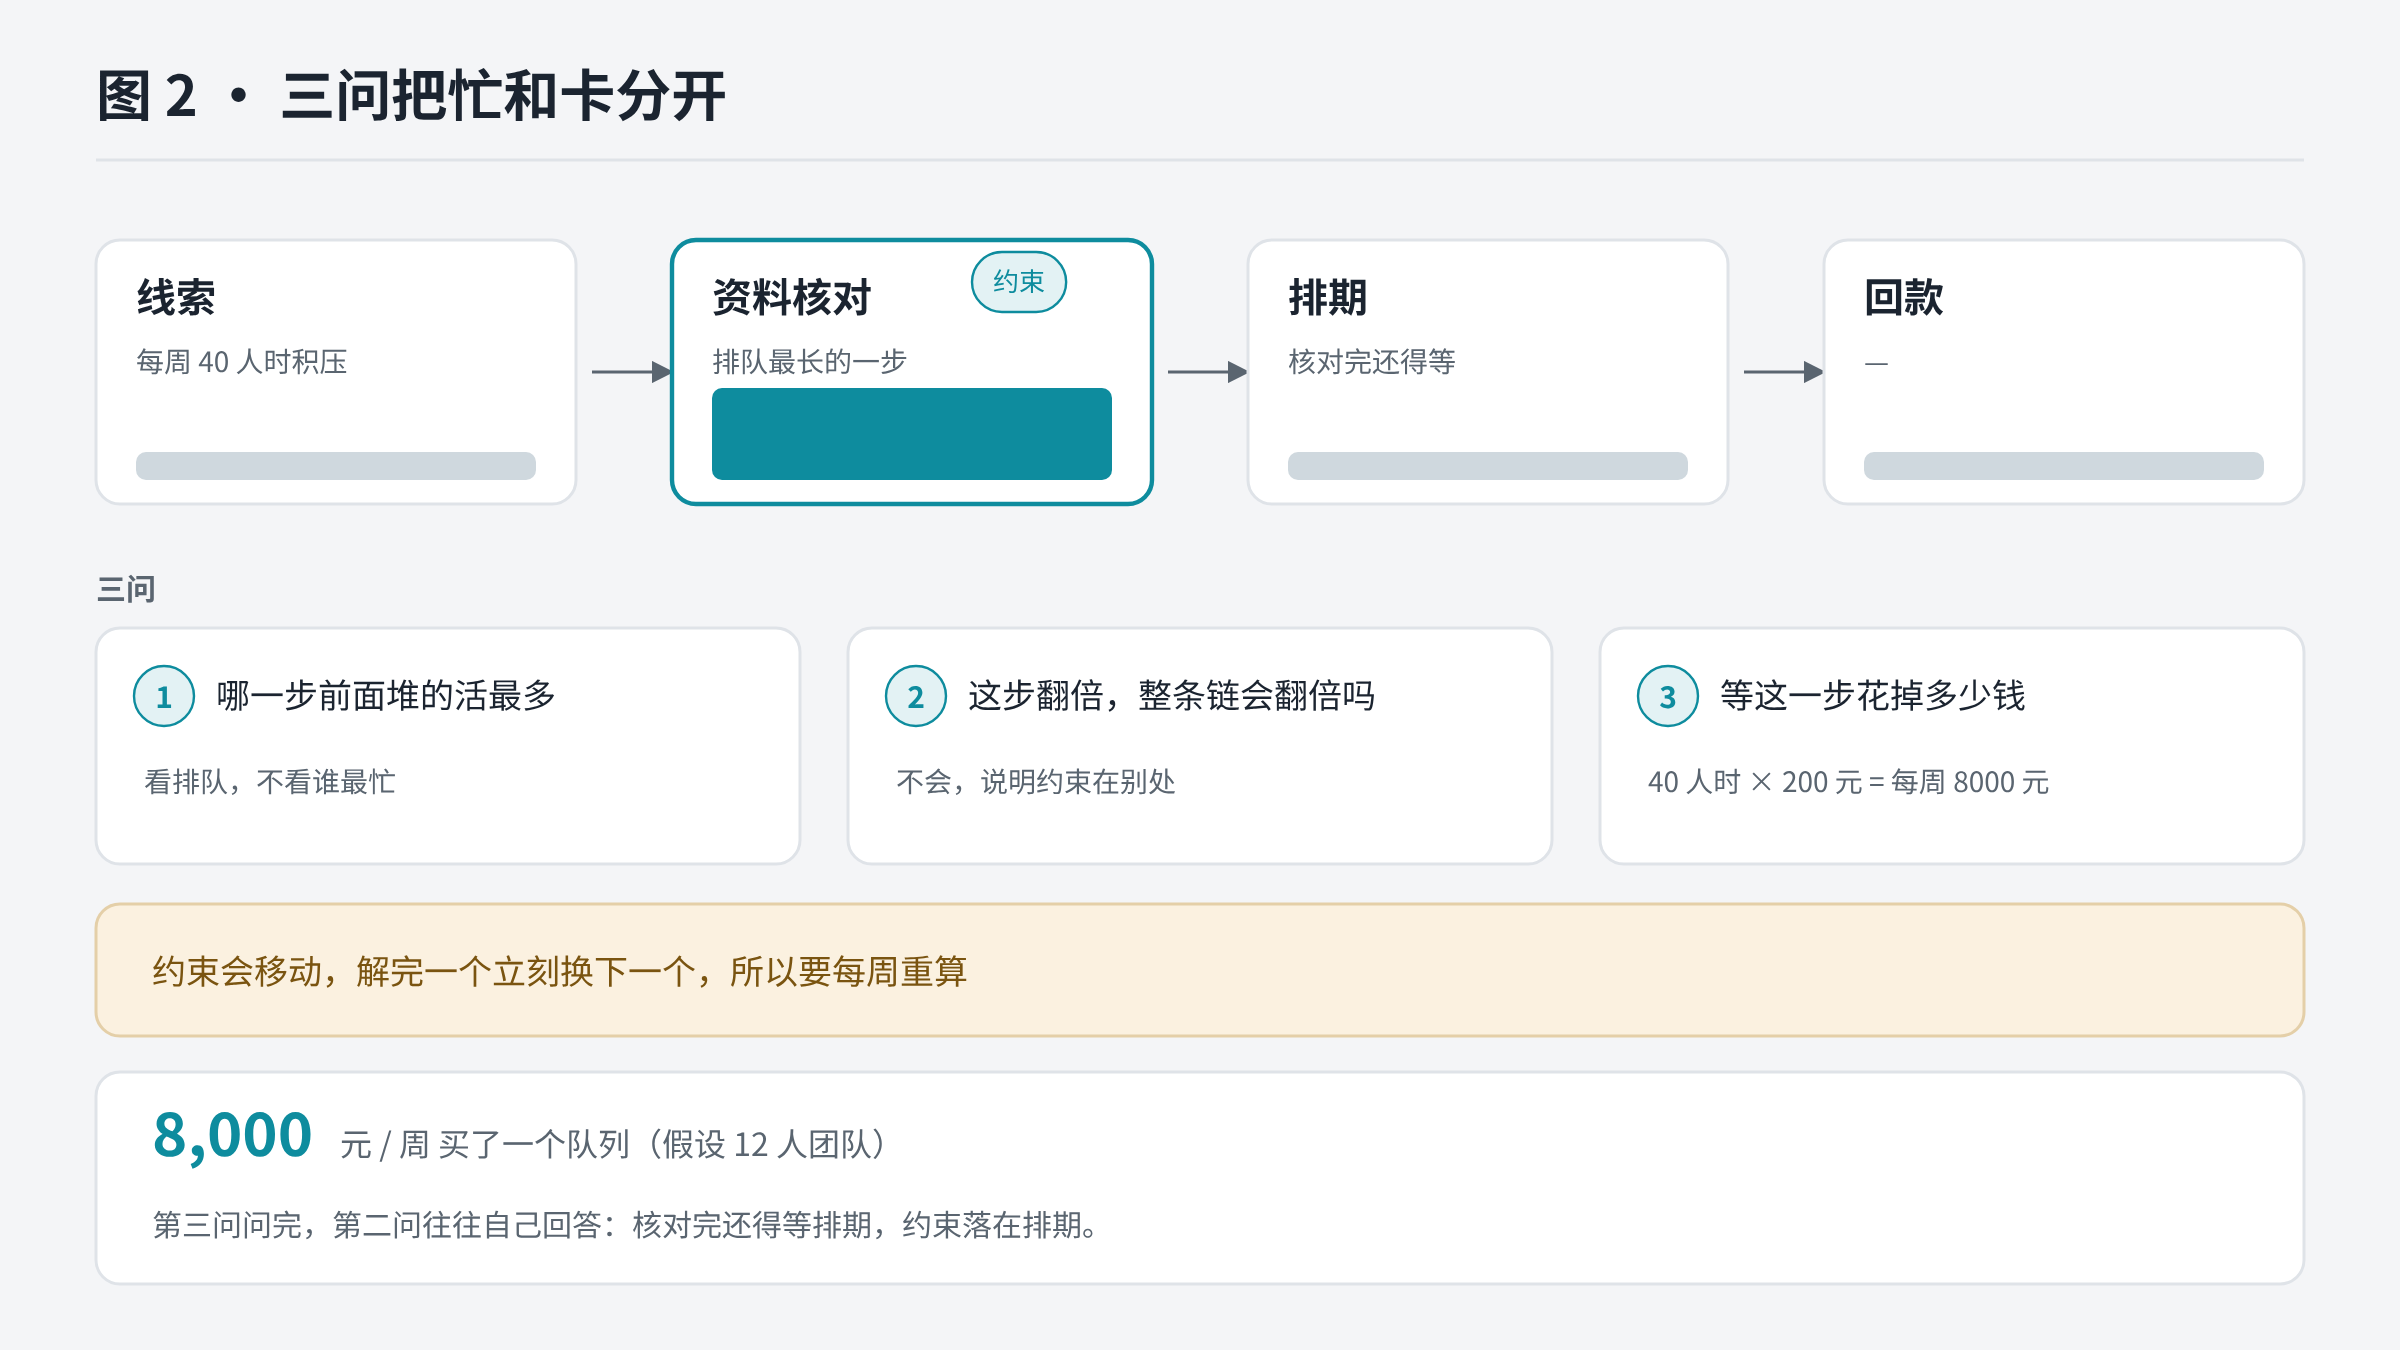 图 2 · 三问把忙和卡分开
线索
每周 40 人时积压
资料核对
约束
排队最长的一步
排期
核对完还得等
回款
—
三问
1 哪一步前面堆的活最多
看排队，不看谁最忙
2 这步翻倍，整条链会翻倍吗
不会，说明约束在别处
3 等这一步花掉多少钱
40 人时 × 200 元 = 每周 8000 元
约束会移动，解完一个立刻换下一个，所以要每周重算
8,000 元 / 周 买了一个队列（假设 12 人团队）
第三问问完，第二问往往自己回答：核对完还得等排期，约束落在排期。